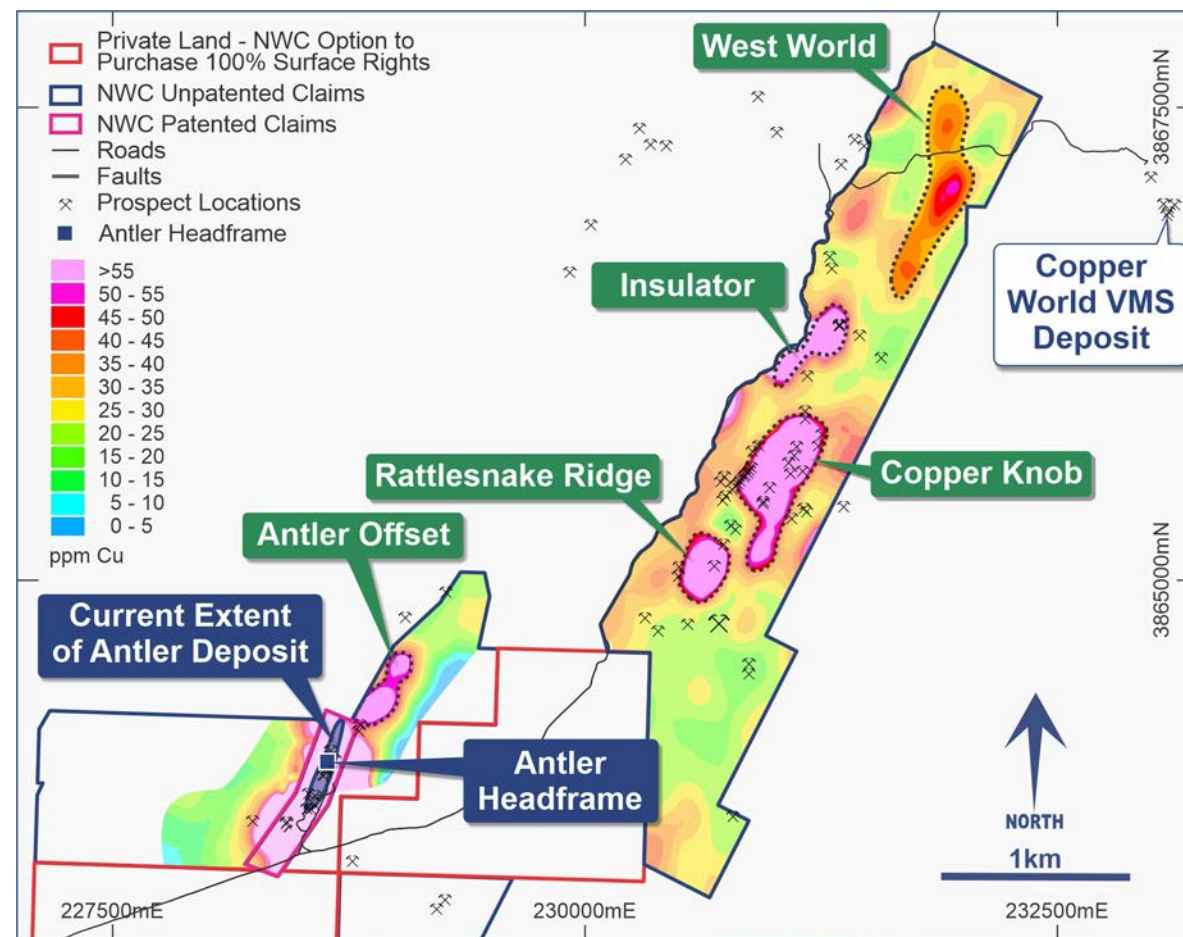 Private Land - NWC Option to
Purchase 100% Surface Rights
NWC Unpatented Claims
NWC Patented Claims
Roads
Faults
Prospect Locations
Antler Headframe
>55
50 - 55
45 - 50
40 - 45
35 - 40
30 - 35
25 - 30
20 - 25
15 - 20
10 - 15
5 - 10
0 - 5
ppm Cu
West World
3867500mN
Copper
World VMS
Deposit
Insulator
Rattlesnake Ridge
Copper Knob
Antler Offset
3865000mN
Current Extent
of Antler Deposit
Antler
Headframe
NORTH
1km
227500mE
230000mE
232500mE